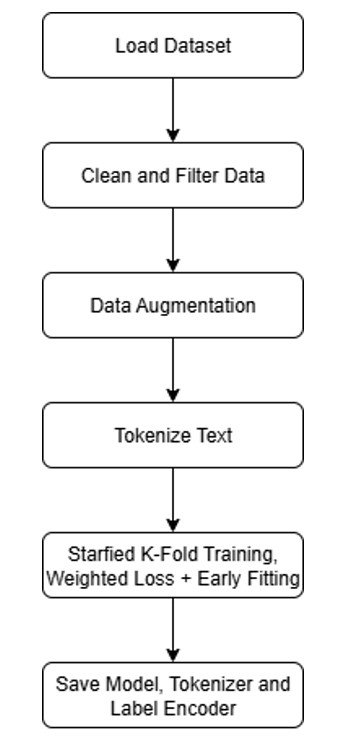 Load Dataset
Clean and Filter Data
Data Augmentation
Tokenize Text
Starfied K-Fold Training,
Weighted Loss + Early Fitting
Save Model, Tokenizer and
Label Encoder